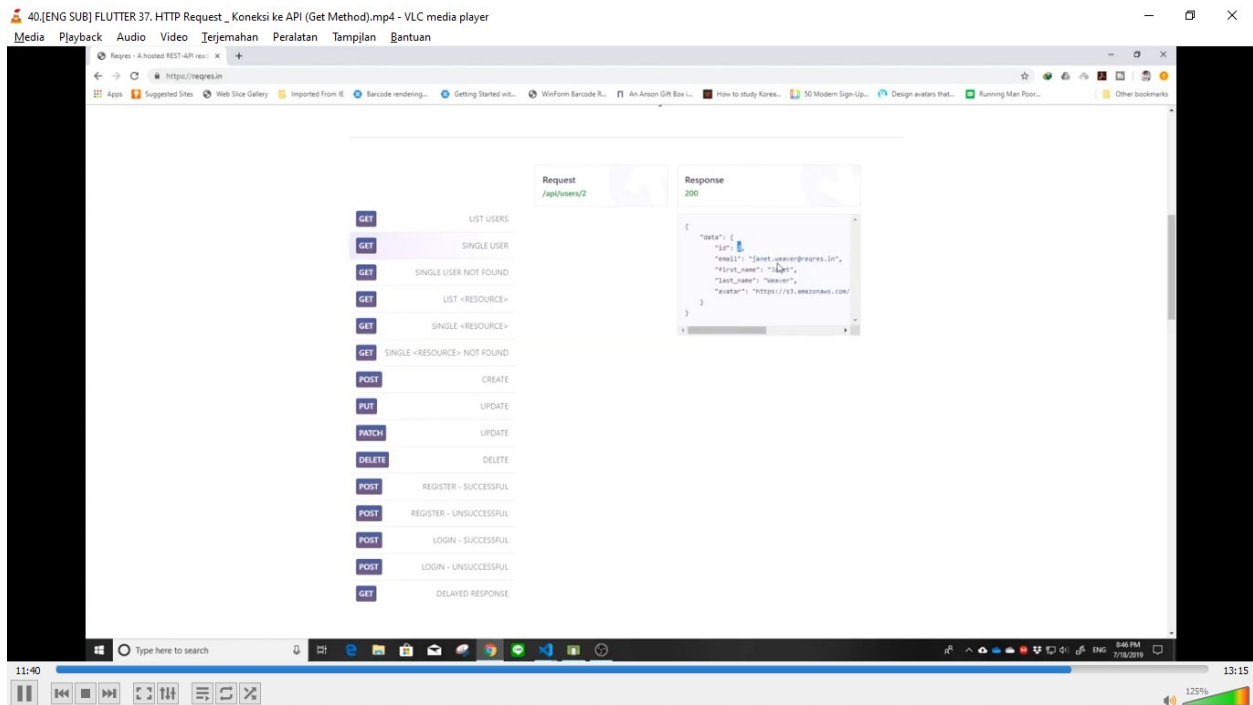 40.[ENG SUB] FLUTTER 37. HTTP Request _ Koneksi ke API (Get Method).mp4 - VLC media player
Media Playback Audio Video Terjemahan Peralatan Tampilan Bantuan
Reqres - A hosted REST-API
https://reqres.in
Apps Suggested Sites Web Slice Gallery Imported From IE Barcode rendering... Getting Started wit... WinForm Barcode R... An Anson Gift Box i... How to study Korea... 50 Modern Sign-Up... Design avatars that... Running Man Poor... Other bookmarks
Request
/api/users/2
Response
200
GET LIST USERS
GET SINGLE USER
GET SINGLE USER NOT FOUND
GET LIST <RESOURCE>
GET SINGLE <RESOURCE>
GET SINGLE <RESOURCE> NOT FOUND
POST CREATE
PUT UPDATE
PATCH UPDATE
DELETE DELETE
POST REGISTER - SUCCESSFUL
POST REGISTER - UNSUCCESSFUL
POST LOGIN - SUCCESSFUL
POST LOGIN - UNSUCCESSFUL
GET DELAYED RESPONSE
{
"data": {
"id": 2,
"email": "janet.weaver@reqres.in",
"first_name": "Janet",
"last_name": "Weaver",
"avatar": "https://s3.amazonaws.com/
}
}
Type here to search
ENG
8:46 PM
7/18/2019
11:40
13:15
125%